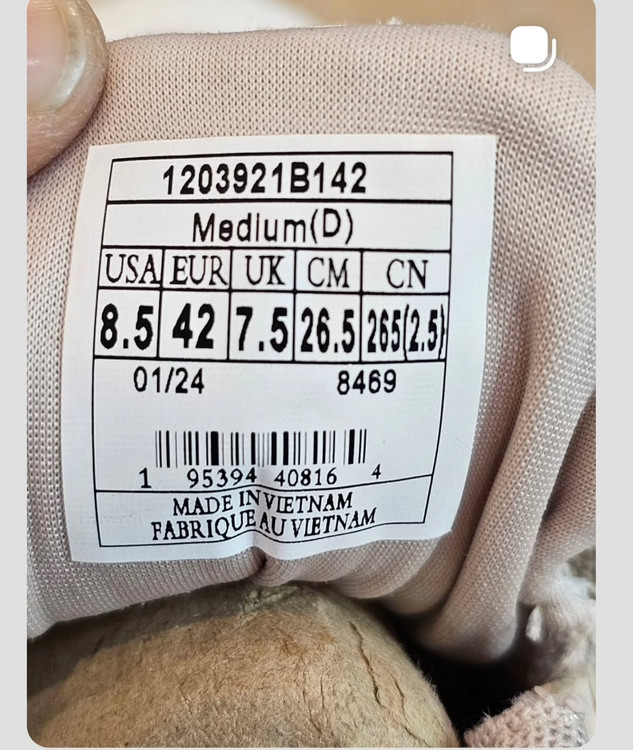 1203921B142
Medium(D)
USA EUR UK CM CN
8.5 42 7.5 26.5 265(2.5)
01/24 8469
1 95394 40816 4
MADE IN VIETNAM
FABRIQUE AU VIETNAM